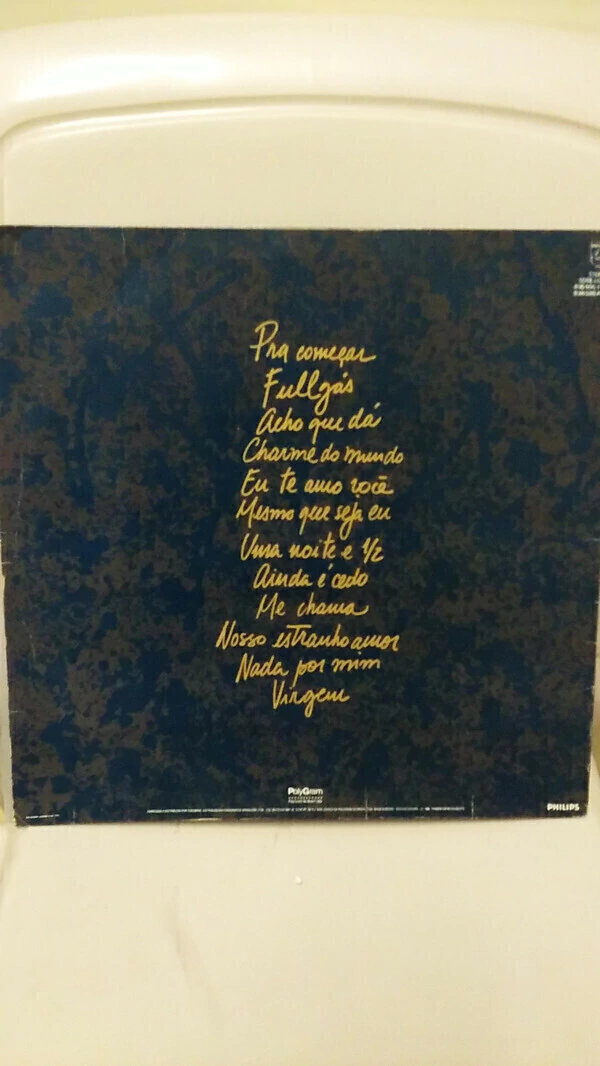 Pra começar
Fullgás
Acho que dá
Charme do mundo
Eu te amo você
Mesmo que seja eu
Uma noite e 1/2
Ainda é cedo
Me chama
Nosso estranho amor
Nada por mim
Virgem
PolyGram
PHILIPS